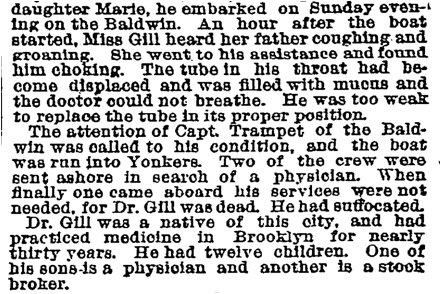 daughter Marie, he embarked on Sunday even-
ing on the Baldwin. An hour after the boat
started, Miss Gill heard her father coughing and
groaning. She went to his assistance and found
him choking. The tube in his throat had be-
come displaced and was filled with mucus and
the doctor could not breathe. He was too weak
to replace the tube in its proper position.
The attention of Capt. Trampet of the Bald-
win was called to his condition, and the boat
was run into Yonkers. Two of the crew were
sent ashore in search of a physician. When
finally one came aboard his services were not
needed, for Dr. Gill was dead. He had suffocated.
Dr. Gill was a native of this city, and had
practiced medicine in Brooklyn for nearly
thirty years. He had twelve children. One of
his sons is a physician and another is a stock
broker.